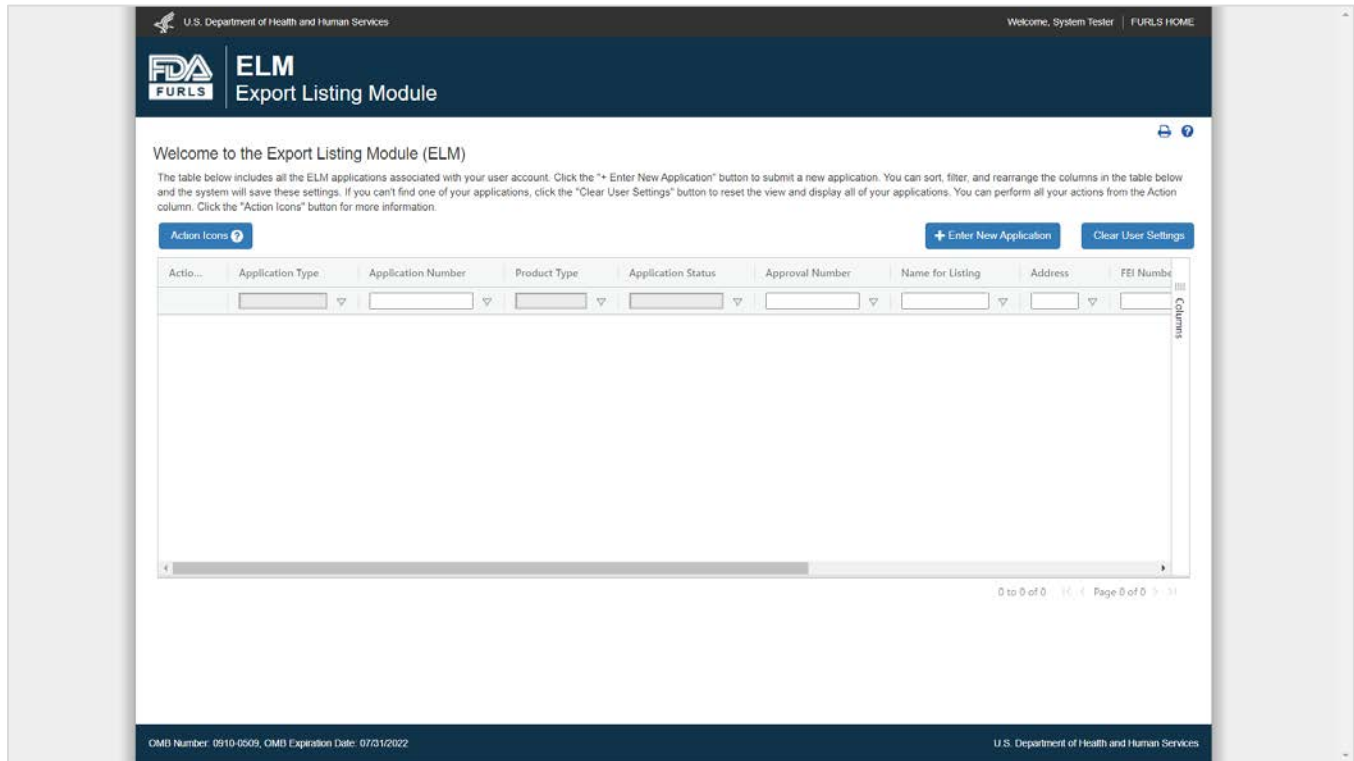 U.S. Department of Health and Human Services
Welcome, System Tester | FURLS HOME
FDA
FURLS
ELM
Export Listing Module
Welcome to the Export Listing Module (ELM)
The table below includes all the ELM applications associated with your user account. Click the "+ Enter New Application" button to submit a new application. You can sort, filter, and rearrange the columns in the table below
and the system will save these settings. If you can't find one of your applications, click the "Clear User Settings" button to reset the view and display all of your applications. You can perform all your actions from the Action
column. Click the "Action Icons" button for more information.
Action Icons ?
+ Enter New Application
Clear User Settings
Actio... Application Type Application Number Product Type Application Status Approval Number Name for Listing Address FEI Numbe
Columns
0 to 0 of 0 Page 0 of 0
OMB Number: 0910-0509, OMB Expiration Date: 07/31/2022
U.S. Department of Health and Human Services